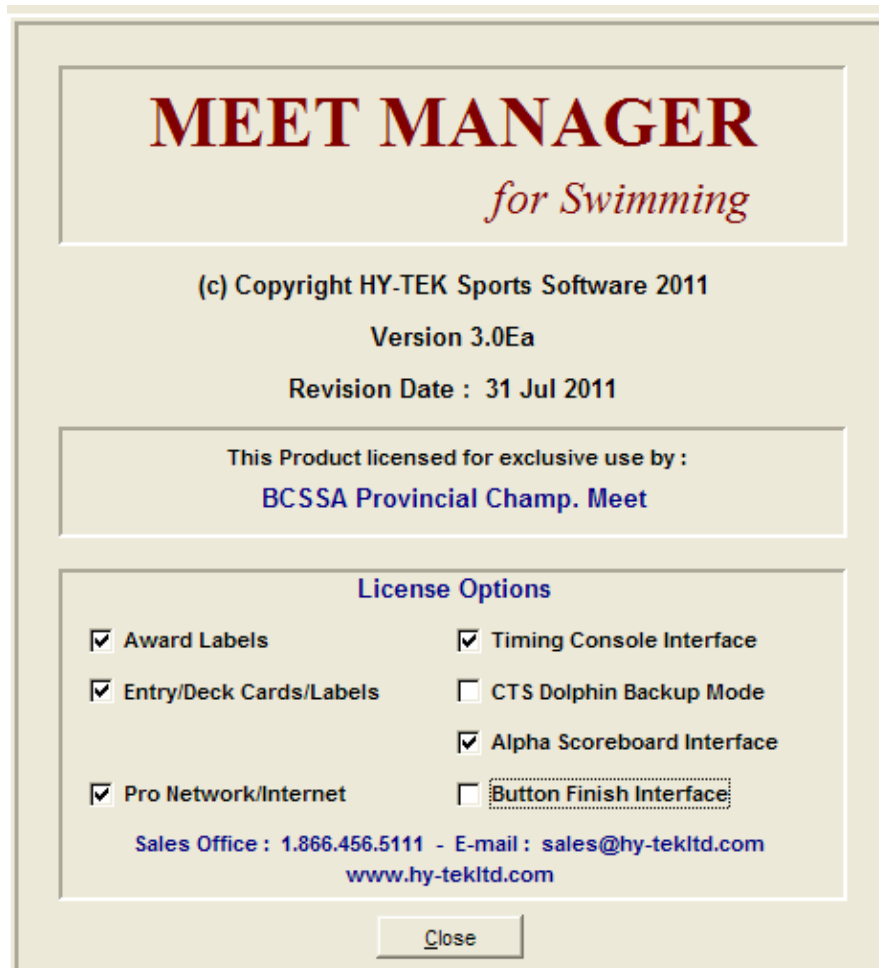 MEET MANAGER
for Swimming
(c) Copyright HY-TEK Sports Software 2011
Version 3.0Ea
Revision Date : 31 Jul 2011
This Product licensed for exclusive use by :
BCSSA Provincial Champ. Meet
License Options
Award Labels
Timing Console Interface
Entry/Deck Cards/Labels
CTS Dolphin Backup Mode
Alpha Scoreboard Interface
Pro Network/Internet
Button Finish Interface
Sales Office : 1.866.456.5111 - E-mail : sales@hy-tekltd.com
www.hy-tekltd.com
Close